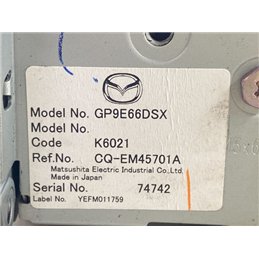 Model No. GP9E66DSX
Model No.
Code K6021
Ref.No. CQ-EM45701A
Matsushita Electric Industrial Co.,Ltd.
Made in Japan
Serial No. 74742
Label No. YEFM011759